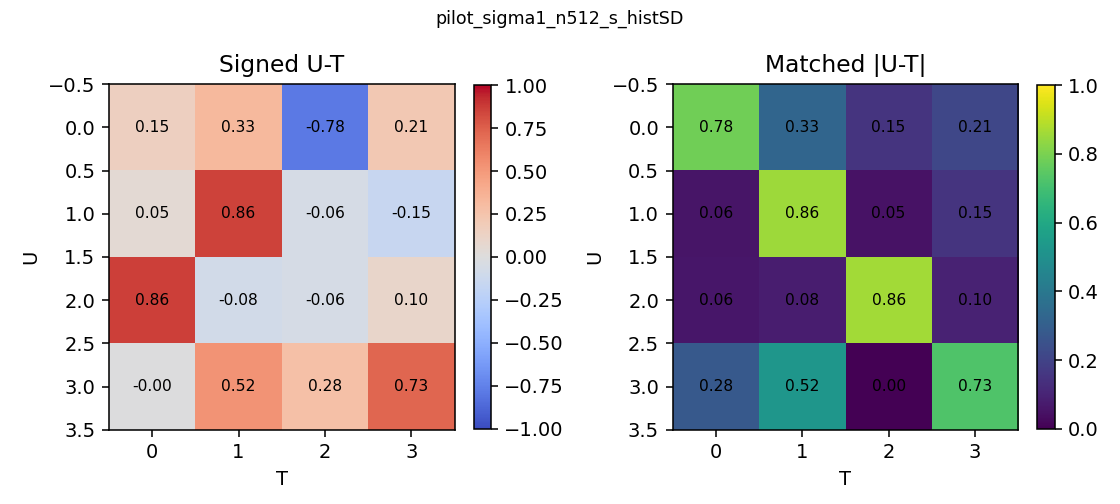 pilot_sigma1_n512_s_histSD
Signed U-T
−0.5
0.0
0.5
1.0
1.5
2.0
2.5
3.0
3.5
U
0.15 0.33 -0.78 0.21
0.05 0.86 -0.06 -0.15
0.86 -0.08 -0.06 0.10
-0.00 0.52 0.28 0.73
0 1 2 3
T
1.00
0.75
0.50
0.25
0.00
−0.25
−0.50
−0.75
−1.00
Matched |U-T|
−0.5
0.0
0.5
1.0
1.5
2.0
2.5
3.0
3.5
U
0.78 0.33 0.15 0.21
0.06 0.86 0.05 0.15
0.06 0.08 0.86 0.10
0.28 0.52 0.00 0.73
0 1 2 3
T
1.0
0.8
0.6
0.4
0.2
0.0